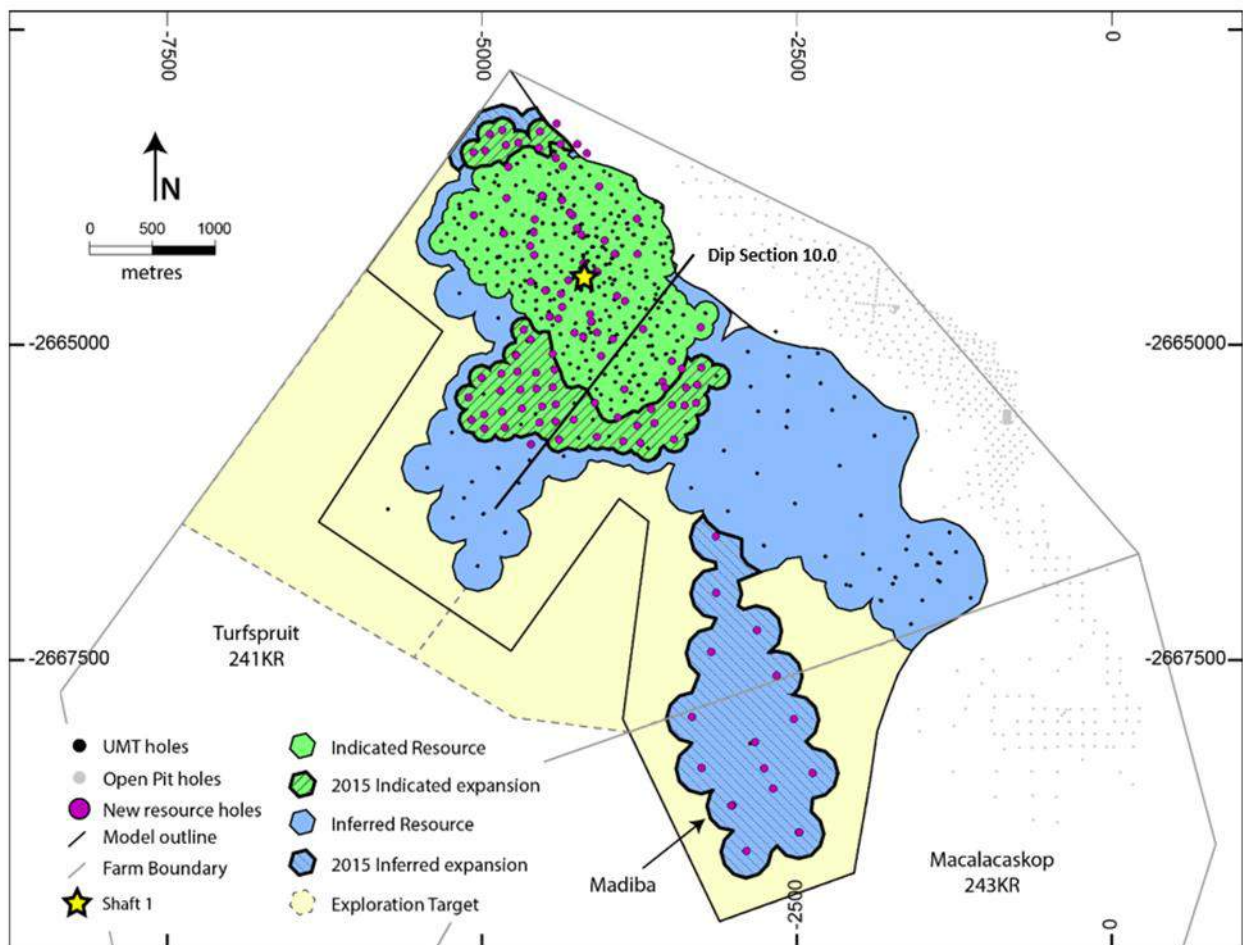 -7500
-5000
-2500
0
N
0 500 1000
metres
Dip Section 10.0
-2665000
-2665000
Turfspruit
241KR
-2667500
-2667500
UMT holes
Open Pit holes
New resource holes
Model outline
Farm Boundary
Shaft 1
Indicated Resource
2015 Indicated expansion
Inferred Resource
2015 Inferred expansion
Exploration Target
Madiba
Macalacaskop
243KR
-2500
0